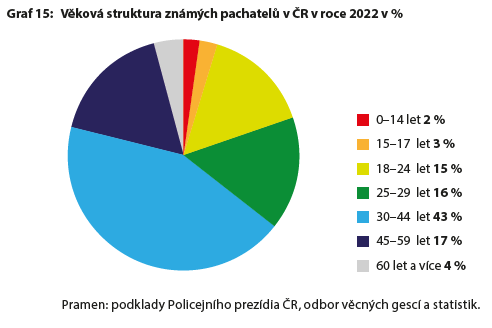 Graf 15: Věková struktura známých pachatelů v ČR v roce 2022 v %
0–14 let 2 %
15–17 let 3 %
18–24 let 15 %
25–29 let 16 %
30–44 let 43 %
45–59 let 17 %
60 let a více 4 %
Pramen: podklady Policejního prezídia ČR, odbor věcných gescí a statistik.